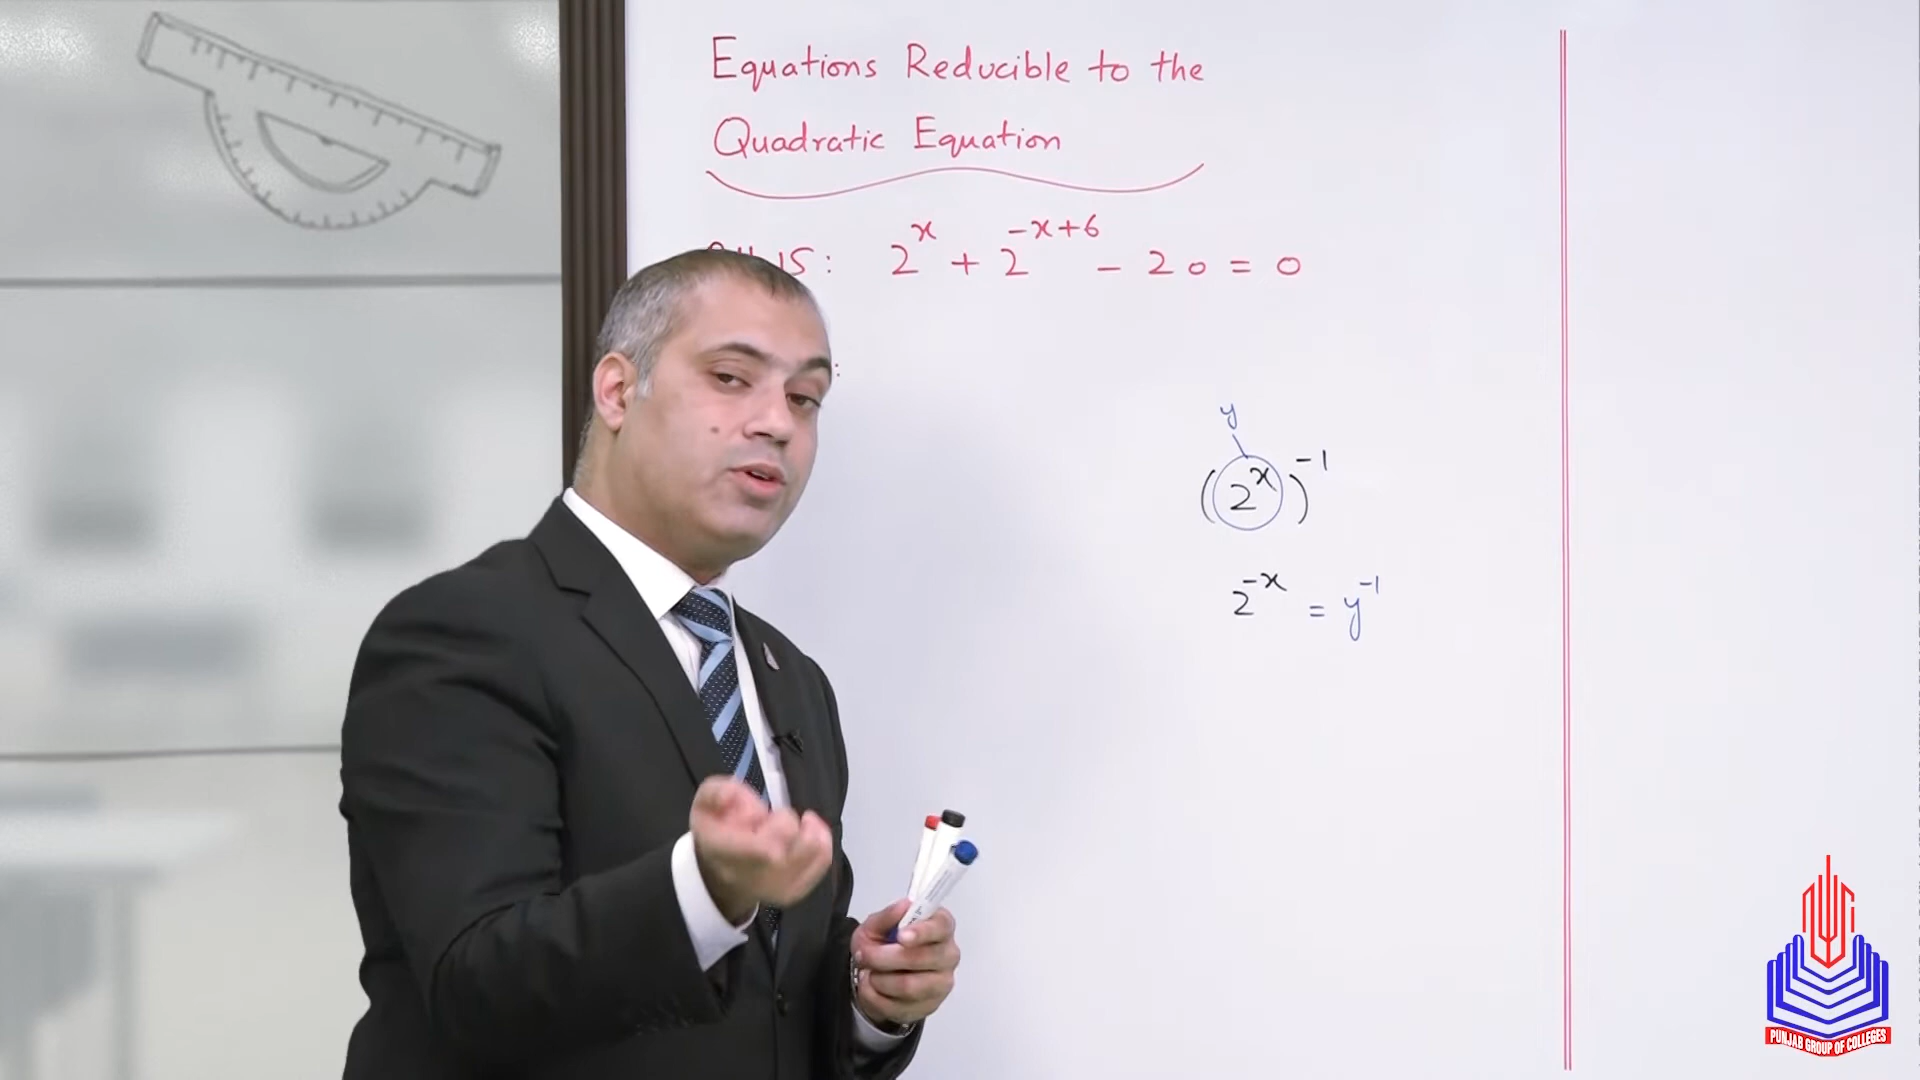 Equations Reducible to the
Quadratic Equation
15: 2^x + 2^{-x+6} - 20 = 0
:
y
(2^x)^{-1}
2^{-x} = y^{-1}
PUNJAB GROUP OF COLLEGES